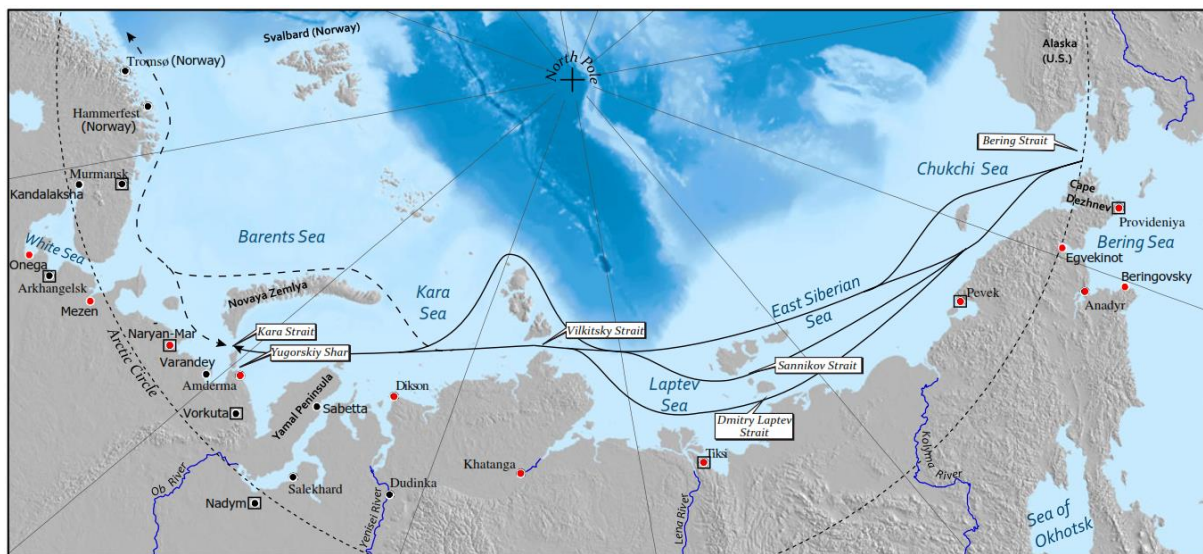 Svalbard (Norway)
North Pole
Alaska
(U.S.)
Tromsø (Norway)
Hammerfest
(Norway)
Bering Strait
Chukchi Sea
Murmansk
Kandalaksha
Cape
Dezhnev
Provideniya
White Sea
Barents Sea
Bering Sea
Onega
Egvekinot
Arkhangelsk
Kara
Sea
Beringovsky
Mezen
Novaya Zemlya
East Siberian
Sea
Pevek
Anadyr
Naryan-Mar
Kara Strait
Vilkitsky Strait
Arctic Circle
Varandey
Yugorskiy Shar
Sannikov Strait
Amderma
Yamal Peninsula
Dikson
Laptev
Sea
Vorkuta
Sabetta
Dmitry Laptev
Strait
Khatanga
Tiksi
Kolyma River
Ob River
Salekhard
Dudinka
Nadym
Yenisei River
Lena River
Sea of
Okhotsk